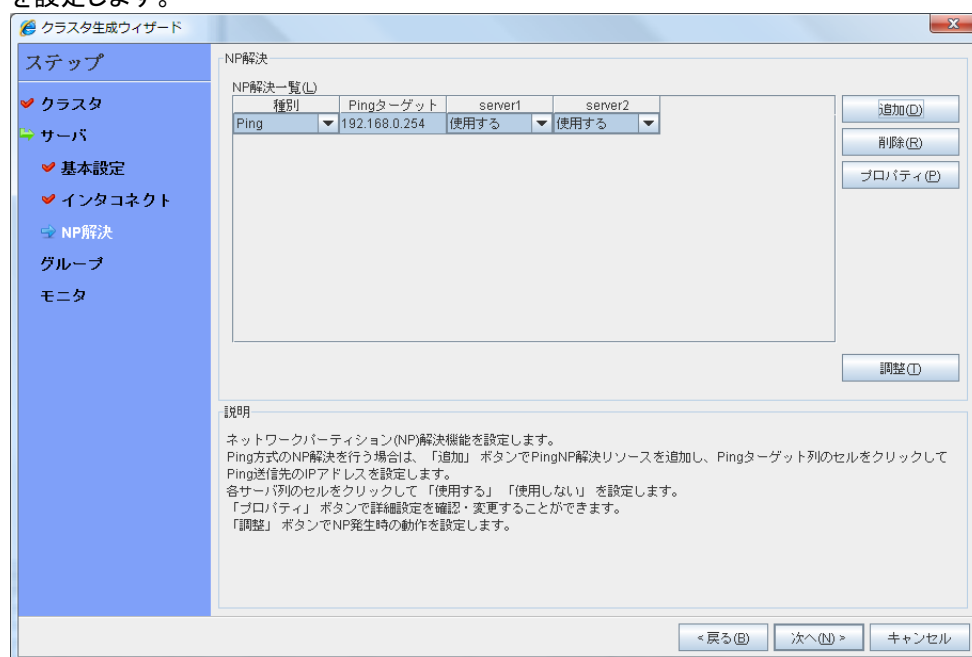 を設定します。
クラスタ生成ウィザード
ステップ
クラスタ
サーバ
基本設定
インタコネクト
NP解決
グループ
モニタ
NP解決
NP解決一覧(L)
種別 Pingターゲット server1 server2
Ping 192.168.0.254 使用する 使用する
追加(D)
削除(R)
プロパティ(P)
調整(T)
説明
ネットワークパーティション(NP)解決機能を設定します。
Ping方式のNP解決を行う場合は、「追加」 ボタンでPingNP解決リソースを追加し、Pingターゲット列のセルをクリックして
Ping送信先のIPアドレスを設定します。
各サーバ列のセルをクリックして 「使用する」 「使用しない」 を設定します。
「プロパティ」 ボタンで詳細設定を確認・変更することができます。
「調整」 ボタンでNP発生時の動作を設定します。
<戻る(B) 次へ(N)> キャンセル